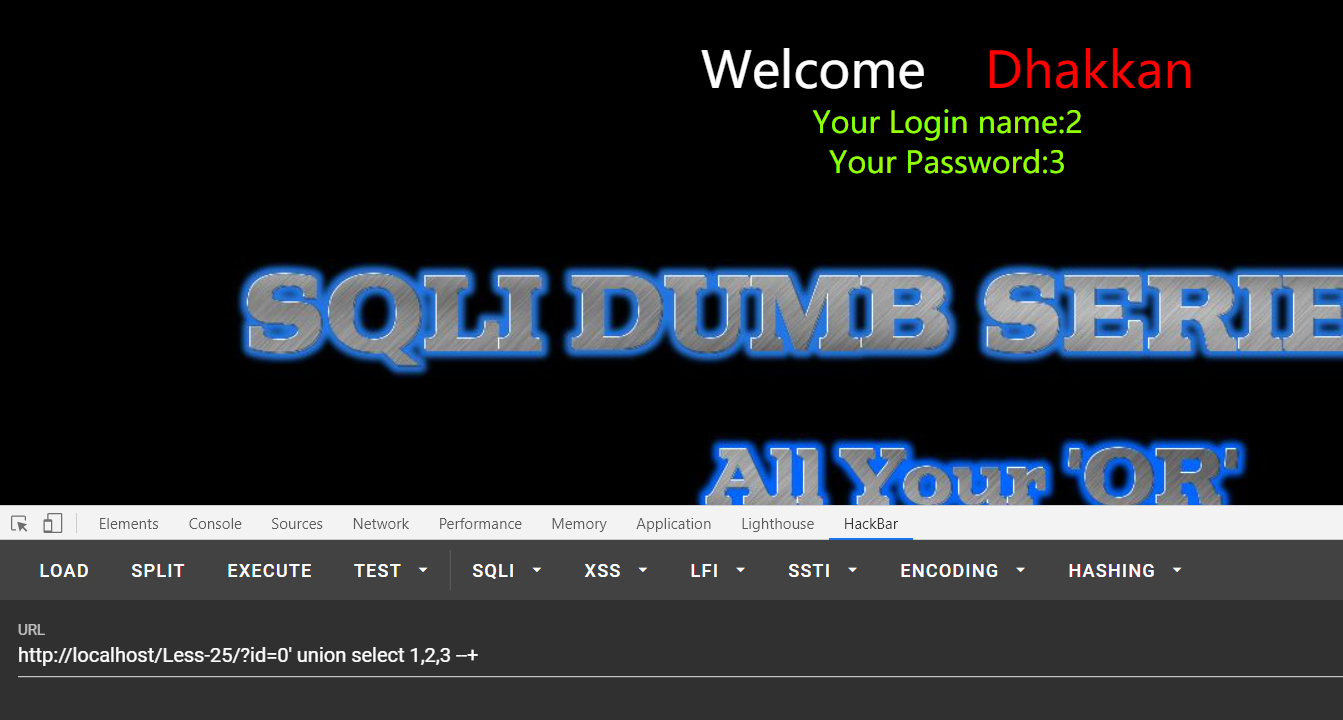 Welcome Dhakkan
Your Login name:2
Your Password:3
SQLI DUMB SERIE
All Your 'OR'
Elements Console Sources Network Performance Memory Application Lighthouse HackBar
LOAD SPLIT EXECUTE TEST SQLI XSS LFI SSTI ENCODING HASHING
URL
http://localhost/Less-25/?id=0' union select 1,2,3 --+